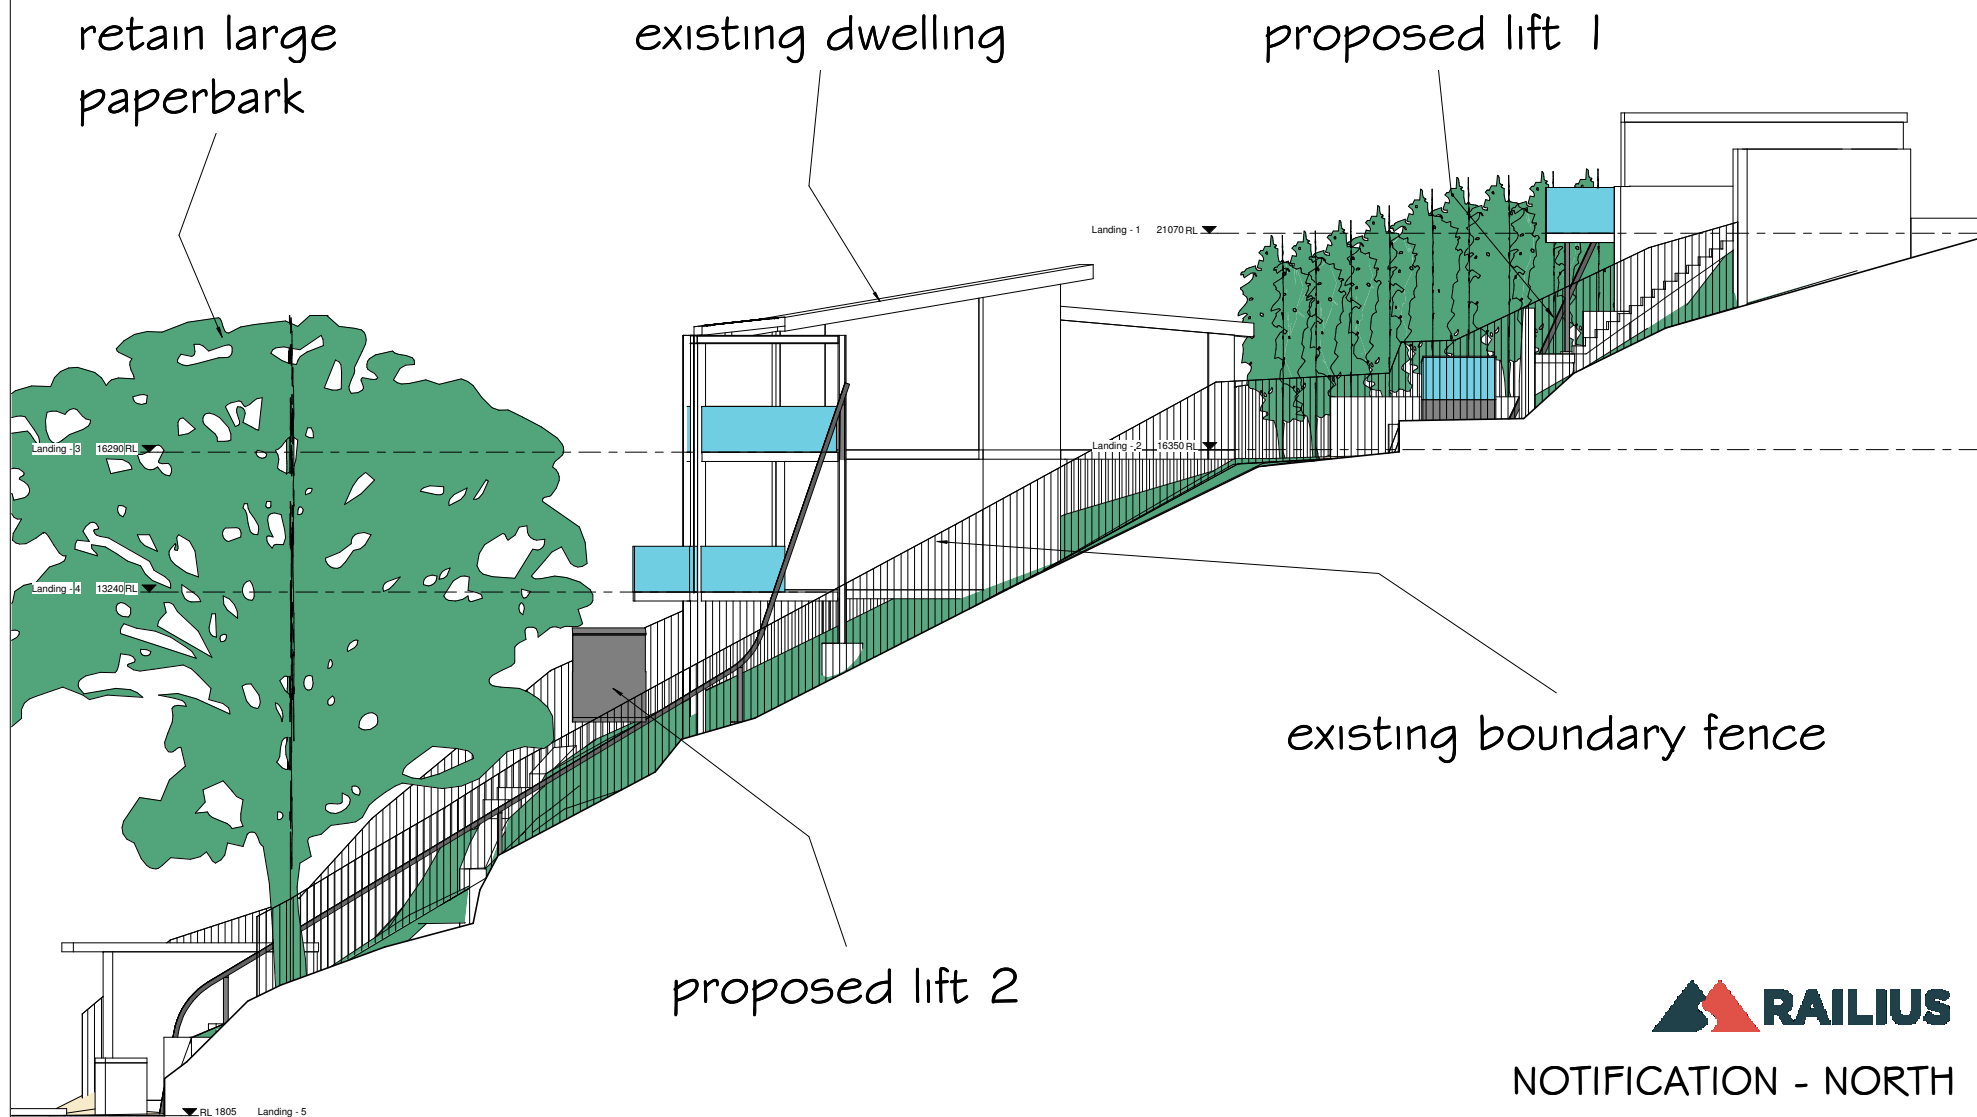 retain large
paperbark
existing dwelling
proposed lift 1
Landing - 1 21070 RL
Landing - 3 16290 RL
Landing - 2 16350 RL
Landing - 4 13240 RL
existing boundary fence
proposed lift 2
RAILIUS
NOTIFICATION - NORTH
RL 1805 Landing - 5